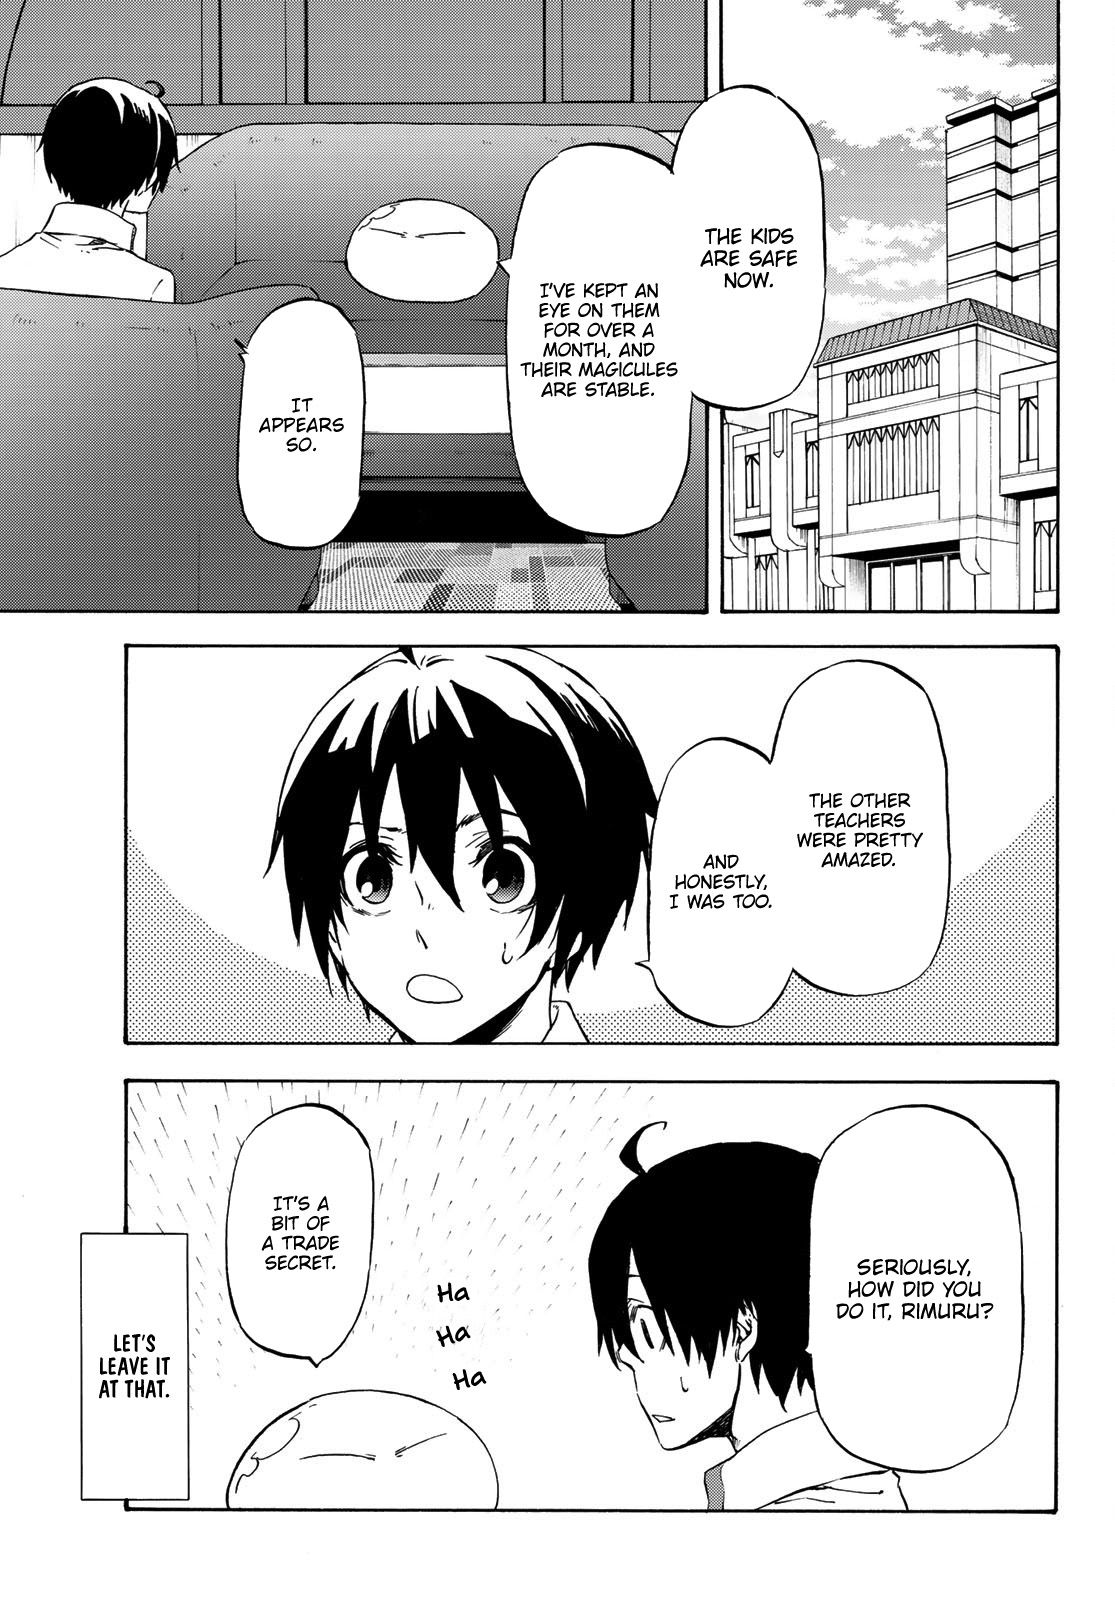 THE KIDS
ARE SAFE
NOW.
I'VE KEPT AN
EYE ON THEM
FOR OVER A
MONTH, AND
THEIR MAGICULES
ARE STABLE.
IT
APPEARS
SO.
THE OTHER
TEACHERS
WERE PRETTY
AMAZED.
AND
HONESTLY,
I WAS TOO.
SERIOUSLY,
HOW DID YOU
DO IT, RIMURU?
IT'S A
BIT OF
A TRADE
SECRET.
Ha
Ha
Ha
LET'S
LEAVE IT
AT THAT.